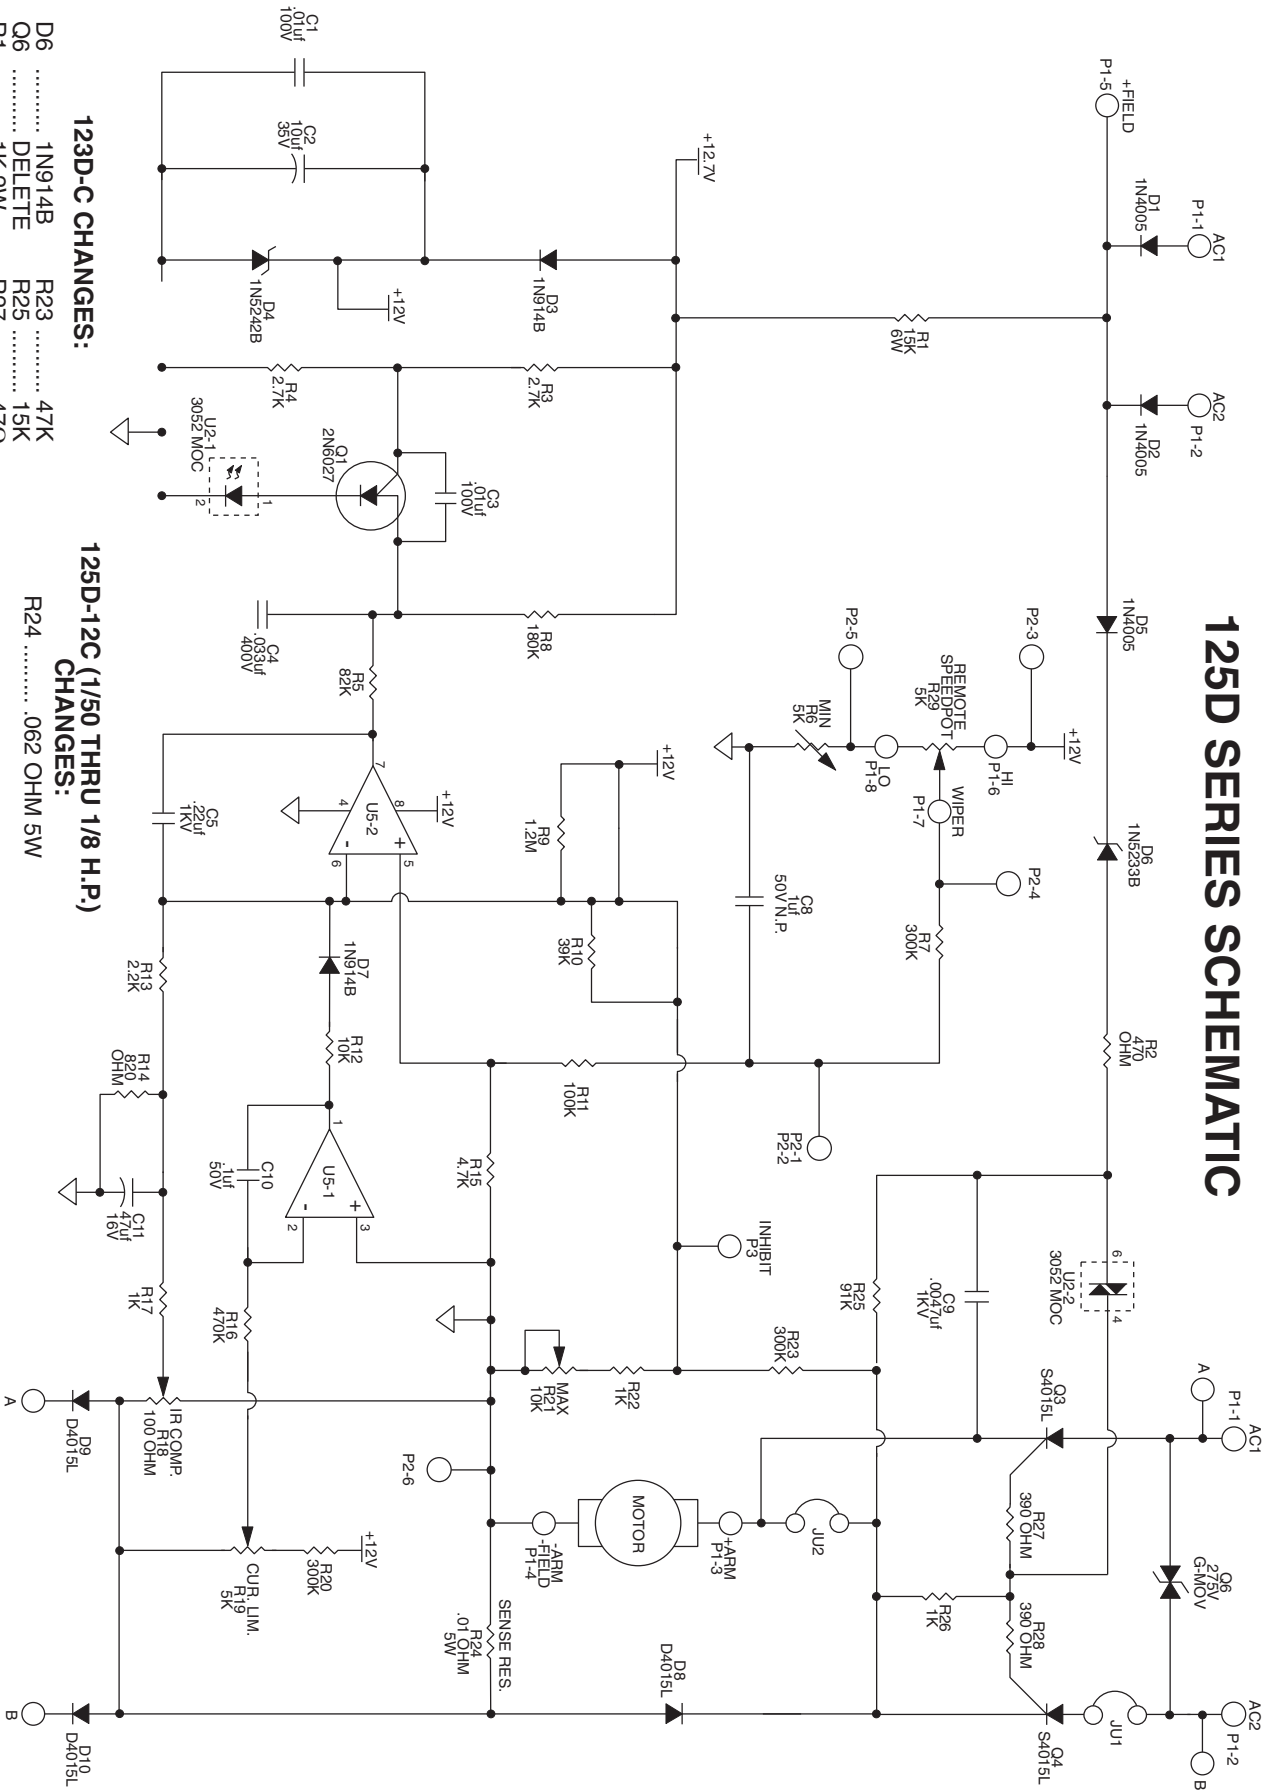 125D SERIES SCHEMATIC
AC1
P1-1
AC2
P1-2
AC1
P1-1
A
AC2
P1-2
B
+FIELD
P1-5
D1
1N4005
D2
1N4005
D5
1N4005
D6
1N5233B
R2
470
OHM
6
4
U2-2
3052 MOC
Q6
275V
G-MOV
JU1
Q3
S4015L
Q4
S4015L
R27
390 OHM
R28
390 OHM
R26
1K
+12V
P2-3
HI
P1-6
REMOTE
SPEEDPOT
R29
5K
WIPER
P1-7
P2-4
P2-5
LO
P1-8
MIN
R6
5K
R7
300K
C8
1uf
50V N.P.
P2-1
P2-2
C9
.0047uf
1KV
R25
91K
R1
15K
6W
JU2
+ARM
P1-3
MOTOR
-ARM
-FIELD
P1-4
D8
D4015L
R23
300K
INHIBIT
P3
R22
1K
MAX
R21
10K
+12.7V
D3
1N914B
R3
2.7K
R8
180K
+12V
R9
1.2M
R10
39K
R11
100K
R15
4.7K
SENSE RES.
R24
.01 OHM
5W
P2-6
C1
.01uf
100V
C2
10uf
35V
+12V
D4
1N5242B
R4
2.7K
C3
.01uf
100V
Q1
2N6027
U2-1
3052 MOC
1
2
C4
.033uf
400V
R5
82K
+12V
8
5
+
7
U5-2
4
-
6
C5
.22uf
1KV
D7
1N914B
R12
10K
3
+
1
U5-1
-
2
C10
.1uf
50V
R16
470K
+12V
R20
300K
CUR. LIM.
R19
5K
R13
2.2K
R14
820
OHM
C11
47uf
16V
R17
1K
IR COMP.
R18
100 OHM
D9
D4015L
A
D10
D4015L
B
123D-C CHANGES:
D6 ......... 1N914B R23 ......... 47K
Q6 ......... DELETE R25 ......... 15K
125D-12C (1/50 THRU 1/8 H.P.)
CHANGES:
R24 ......... .062 OHM 5W